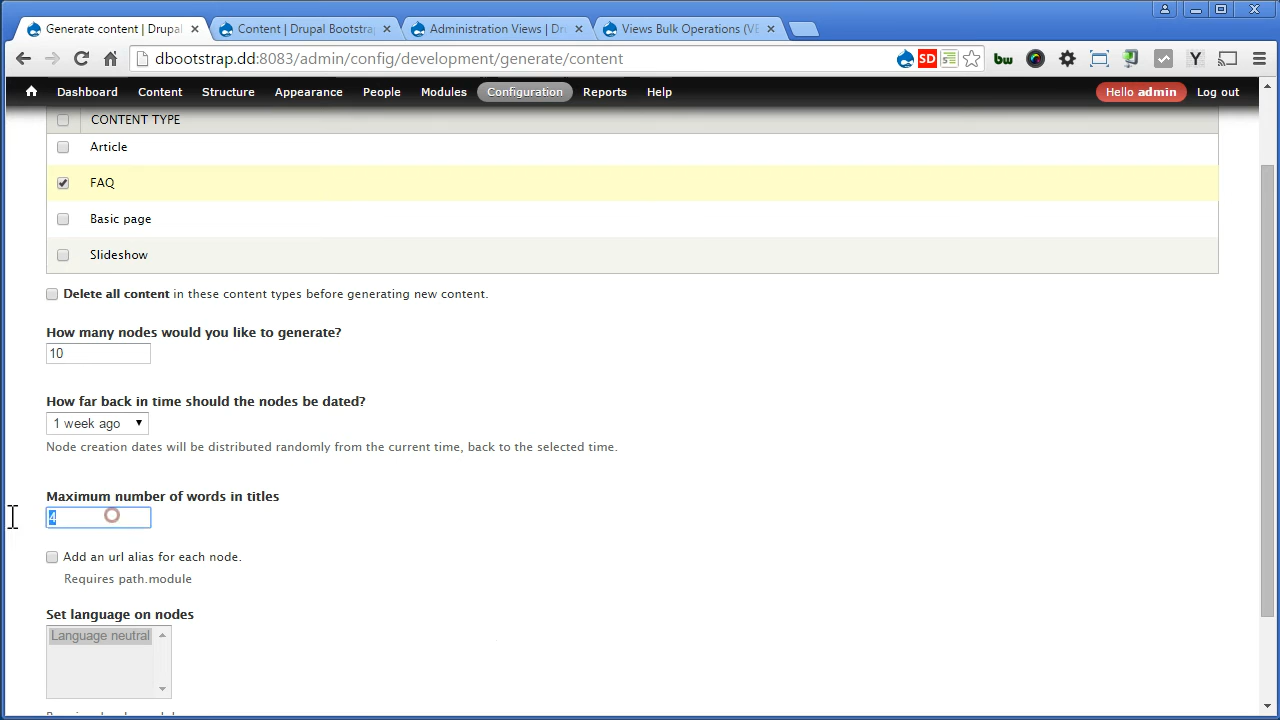 Generate content | Drupal
Content | Drupal Bootstrap
Administration Views | Dru
Views Bulk Operations (VB
dbootstrap.dd:8083/admin/config/development/generate/content
SD
bw
Y
Dashboard Content Structure Appearance People Modules Configuration Reports Help Hello admin Log out
CONTENT TYPE
Article
FAQ
Basic page
Slideshow
Delete all content in these content types before generating new content.
How many nodes would you like to generate?
10
How far back in time should the nodes be dated?
1 week ago
Node creation dates will be distributed randomly from the current time, back to the selected time.
Maximum number of words in titles
4
Add an url alias for each node.
Requires path.module
Set language on nodes
Language neutral